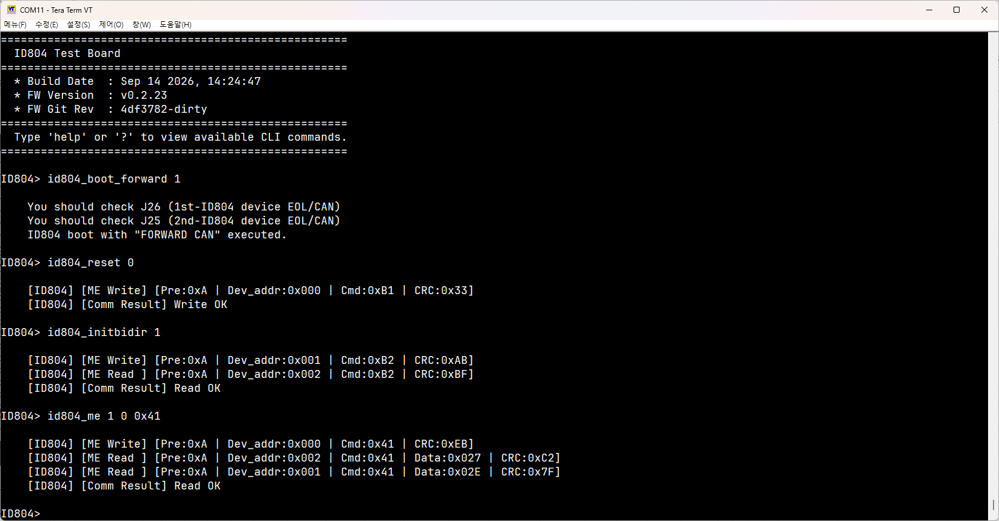 COM11 - Tera Term VT
메뉴(F) 수정(E) 설정(S) 제어(O) 창(W) 도움말(H)
====================================================
  ID804 Test Board
====================================================
  * Build Date  : Sep 14 2026, 14:24:47
  * FW Version  : v0.2.23
  * FW Git Rev  : 4df3782-dirty
====================================================
  Type 'help' or '?' to view available CLI commands.
====================================================
ID804> id804_boot_forward 1
    You should check J26 (1st-ID804 device EOL/CAN)
    You should check J25 (2nd-ID804 device EOL/CAN)
    ID804 boot with "FORWARD CAN" executed.
ID804> id804_reset 0
    [ID804] [ME Write] [Pre:0xA | Dev_addr:0x000 | Cmd:0xB1 | CRC:0x33]
    [ID804] [Comm Result] Write OK
ID804> id804_initbidir 1
    [ID804] [ME Write] [Pre:0xA | Dev_addr:0x001 | Cmd:0xB2 | CRC:0xAB]
    [ID804] [ME Read ] [Pre:0xA | Dev_addr:0x002 | Cmd:0xB2 | CRC:0xBF]
    [ID804] [Comm Result] Read OK
ID804> id804_me 1 0 0x41
    [ID804] [ME Write] [Pre:0xA | Dev_addr:0x000 | Cmd:0x41 | CRC:0xEB]
    [ID804] [ME Read ] [Pre:0xA | Dev_addr:0x002 | Cmd:0x41 | Data:0x027 | CRC:0xC2]
    [ID804] [ME Read ] [Pre:0xA | Dev_addr:0x001 | Cmd:0x41 | Data:0x02E | CRC:0x7F]
    [ID804] [Comm Result] Read OK
ID804>